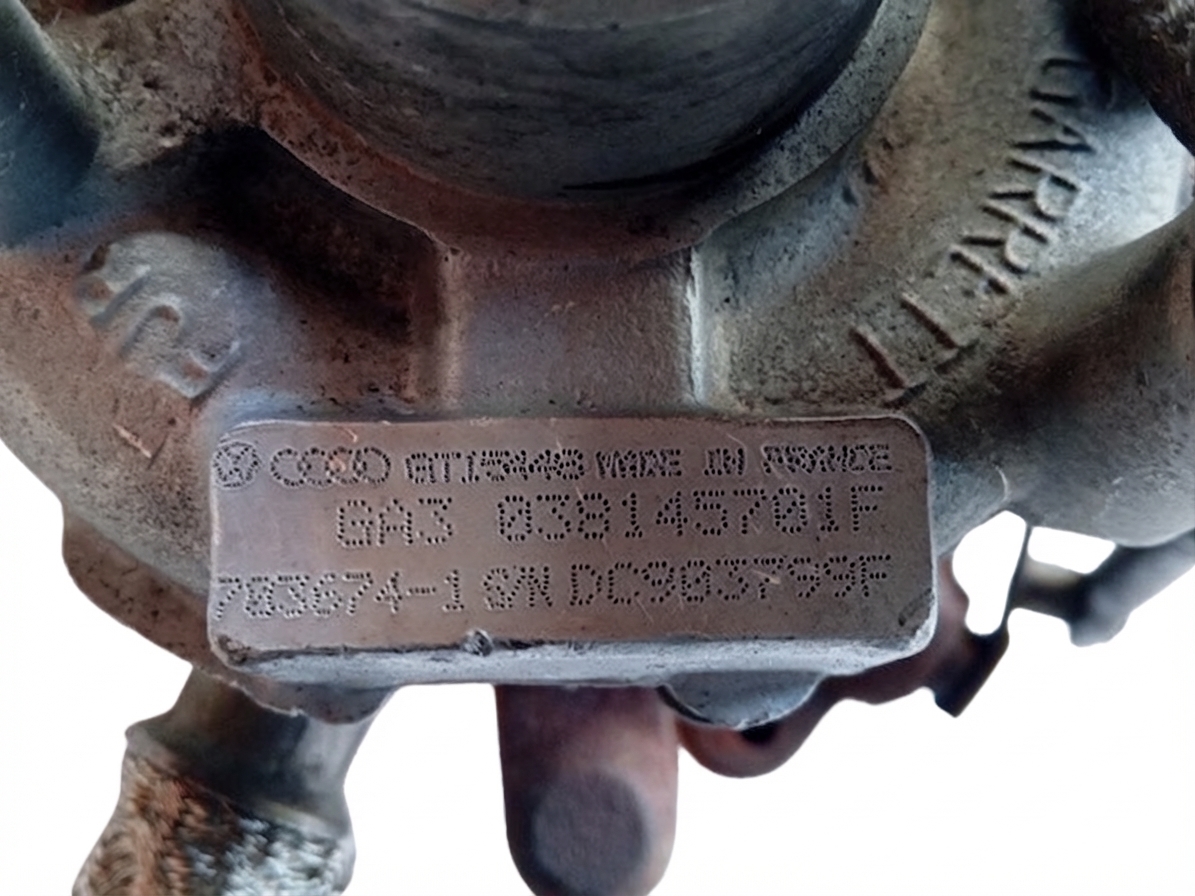 GARRETT
GT1544S MADE IN FRANCE
GA3 038145701F
703674-1 S/N DC903799F